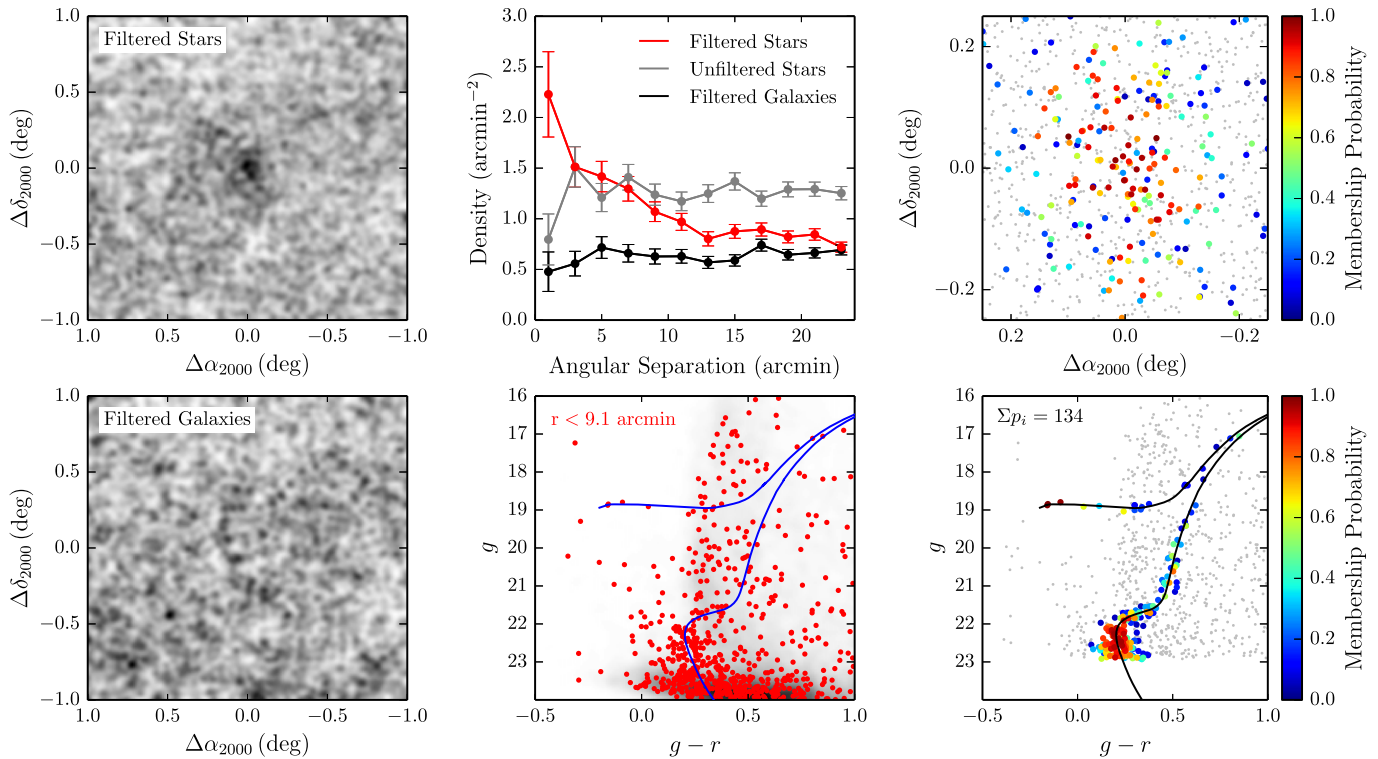 Filtered Stars
1.0
0.5
0.0
−0.5
−1.0
1.0 0.5 0.0 −0.5 −1.0
Δα2000 (deg)
Δδ2000 (deg)
3.0
2.5
2.0
1.5
1.0
0.5
0.0
0 5 10 15 20
Angular Separation (arcmin)
Density (arcmin−2)
Filtered Stars
Unfiltered Stars
Filtered Galaxies
0.2
0.0
−0.2
0.2 0.0 −0.2
Δα2000 (deg)
Δδ2000 (deg)
1.0
0.8
0.6
0.4
0.2
0.0
Membership Probability
Filtered Galaxies
1.0
0.5
0.0
−0.5
−1.0
1.0 0.5 0.0 −0.5 −1.0
Δα2000 (deg)
Δδ2000 (deg)
r < 9.1 arcmin
16
17
18
19
20
21
22
23
−0.5 0.0 0.5 1.0
g − r
g
Σpi = 134
16
17
18
19
20
21
22
23
−0.5 0.0 0.5 1.0
g − r
g
1.0
0.8
0.6
0.4
0.2
0.0
Membership Probability